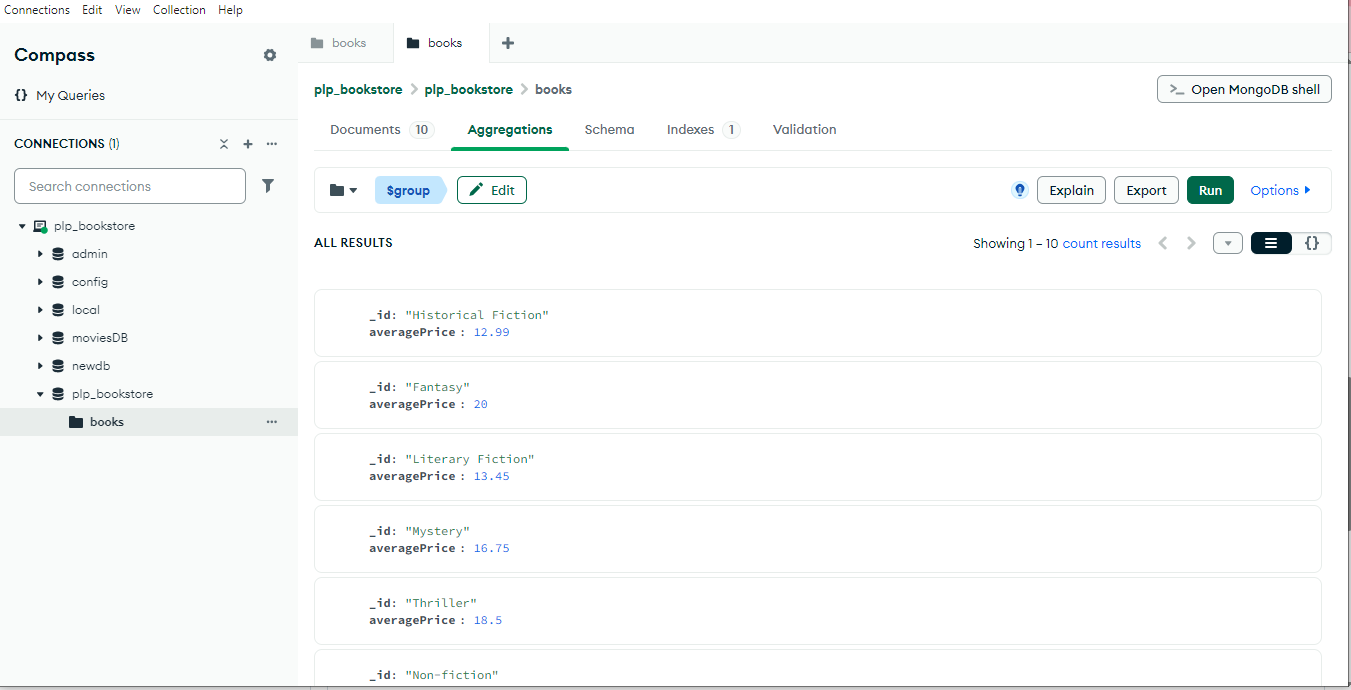 Connections Edit View Collection Help
Compass
{} My Queries
CONNECTIONS (1)
Search connections
plp_bookstore
admin
config
local
moviesDB
newdb
plp_bookstore
books
books books
plp_bookstore > plp_bookstore > books
>_ Open MongoDB shell
Documents 10 Aggregations Schema Indexes 1 Validation
$group Edit Explain Export Run Options
ALL RESULTS
Showing 1 – 10 count results
{}
_id: "Historical Fiction"
averagePrice : 12.99
_id: "Fantasy"
averagePrice : 20
_id: "Literary Fiction"
averagePrice : 13.45
_id: "Mystery"
averagePrice : 16.75
_id: "Thriller"
averagePrice : 18.5
_id: "Non-fiction"